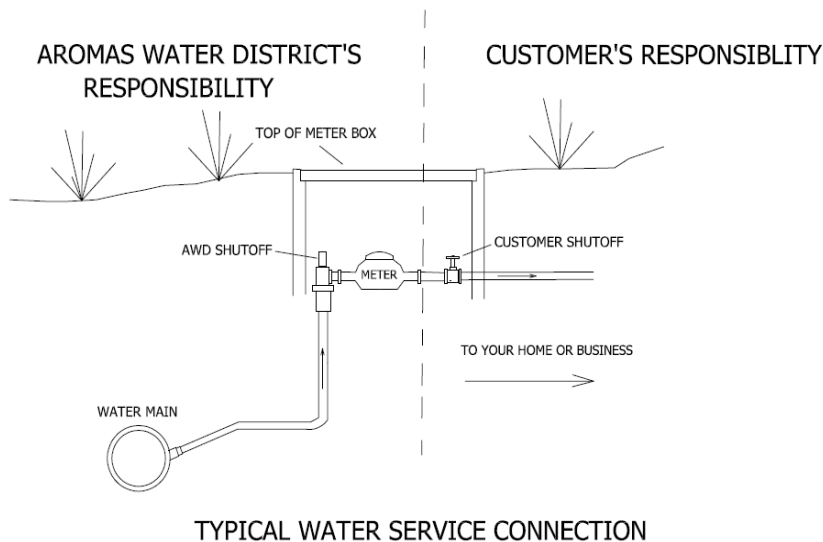 AROMAS WATER DISTRICT'S
RESPONSIBILITY
CUSTOMER'S RESPONSIBLITY
TOP OF METER BOX
AWD SHUTOFF
CUSTOMER SHUTOFF
METER
TO YOUR HOME OR BUSINESS
WATER MAIN
TYPICAL WATER SERVICE CONNECTION